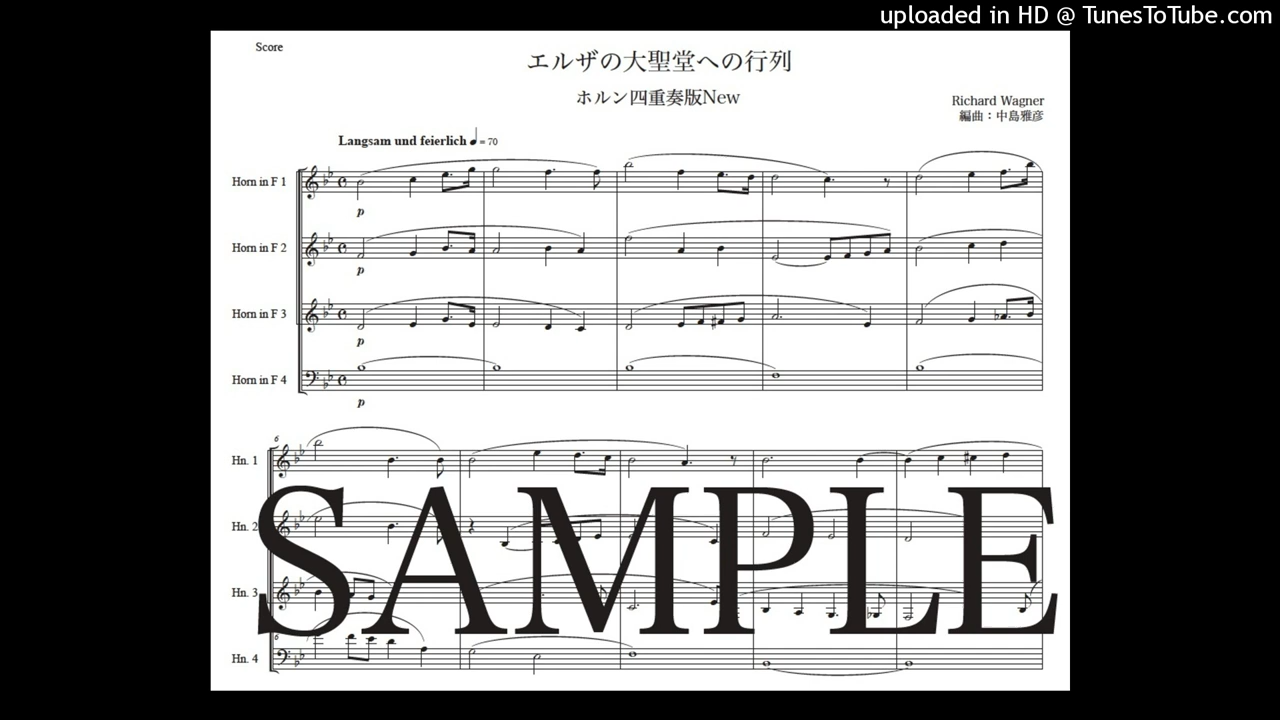 uploaded in HD @ TunesToTube.com
Score
エルザの大聖堂への行列
ホルン四重奏版New
Richard Wagner
編曲：中島雅彦
Langsam und feierlich ♩ = 70
Horn in F 1
p
Horn in F 2
p
Horn in F 3
p
Horn in F 4
p
6
Hn. 1
Hn. 2
Hn. 3
Hn. 4
SAMPLE